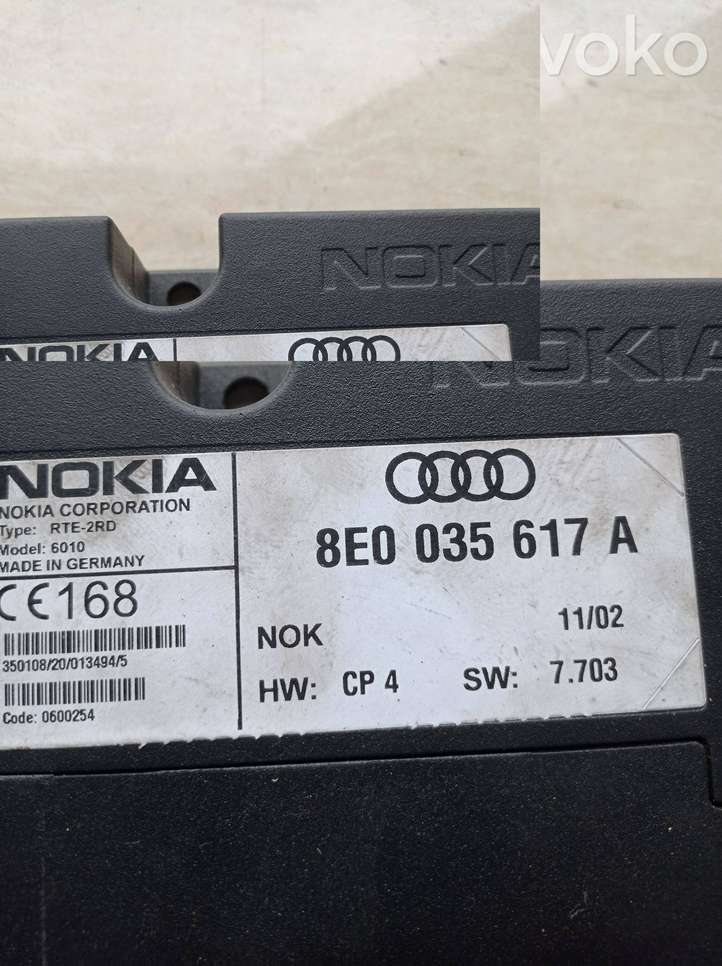 voko
NOKIA
NOKIA
NOKIA
NOKIA
NOKIA CORPORATION
Type: RTE-2RD
Model: 6010
MADE IN GERMANY
CE168
350108/20/013494/5
Code: 0600254
8E0 035 617 A
NOK 11/02
HW: CP 4 SW: 7.703